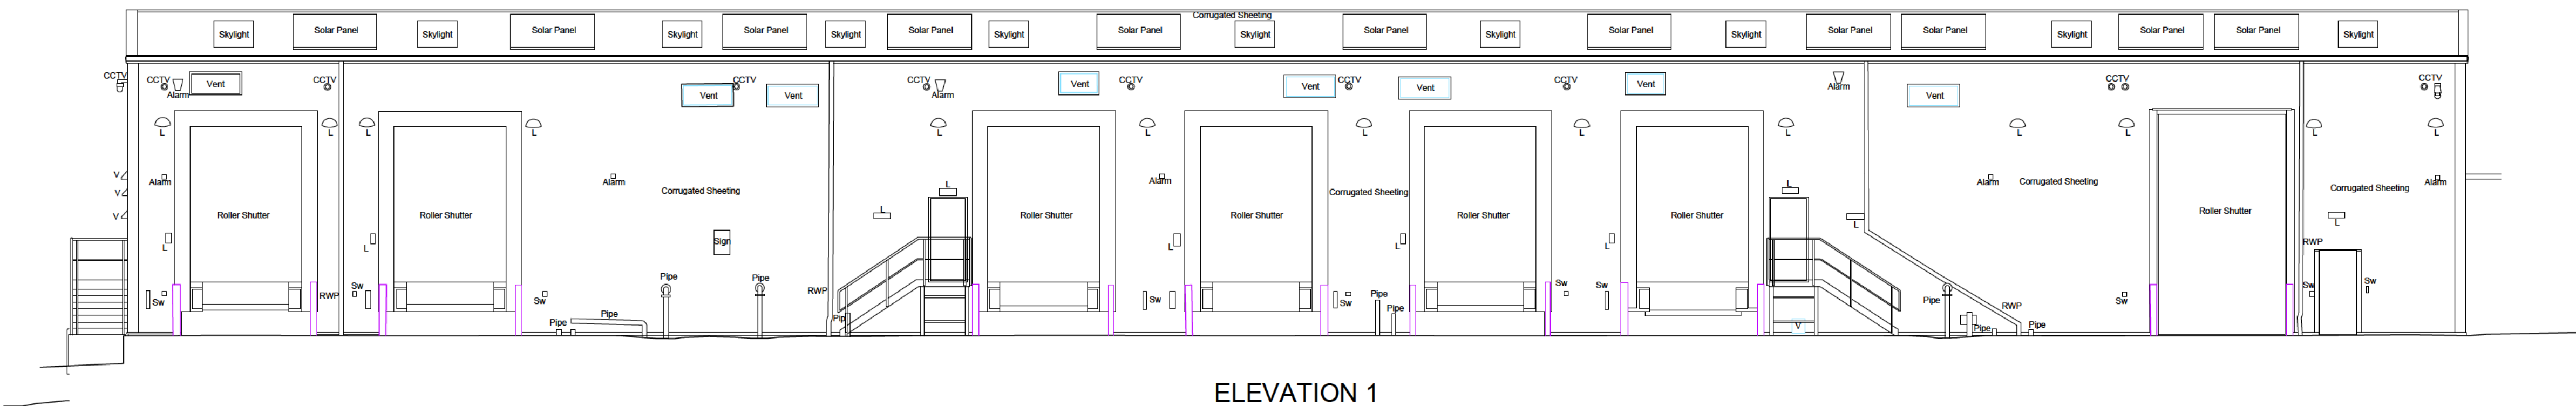 Corrugated Sheeting
Skylight
Solar Panel
Skylight
Solar Panel
Skylight
Solar Panel
Skylight
Solar Panel
Skylight
Solar Panel
Skylight
Solar Panel
Skylight
Solar Panel
Skylight
Solar Panel
Solar Panel
Skylight
Solar Panel
Solar Panel
Skylight
CCTV
CCTV
Alarm
Vent
CCTV
Vent
CCTV
Vent
CCTV
Alarm
Vent
CCTV
Vent
CCTV
Vent
CCTV
Vent
Alarm
Vent
CCTV
CCTV
L
L
L
L
L
L
L
L
L
L
L
L
L
V
V
V
Alarm
Alarm
Corrugated Sheeting
L
L
Alarm
Corrugated Sheeting
L
L
Alarm
Corrugated Sheeting
Corrugated Sheeting
Alarm
L
Roller Shutter
Roller Shutter
Roller Shutter
Roller Shutter
Roller Shutter
Roller Shutter
Roller Shutter
L
L
Sign
L
L
L
RWP
Sw
RWP
Sw
Sw
Pipe
Pipe
RWP
Sw
Sw
Sw
Sw
Pipe
Pipe
Pipe
RWP
Sw
Sw
Sw
Pipe
Pipe
Pip
V
Pipe
Pipe
ELEVATION 1